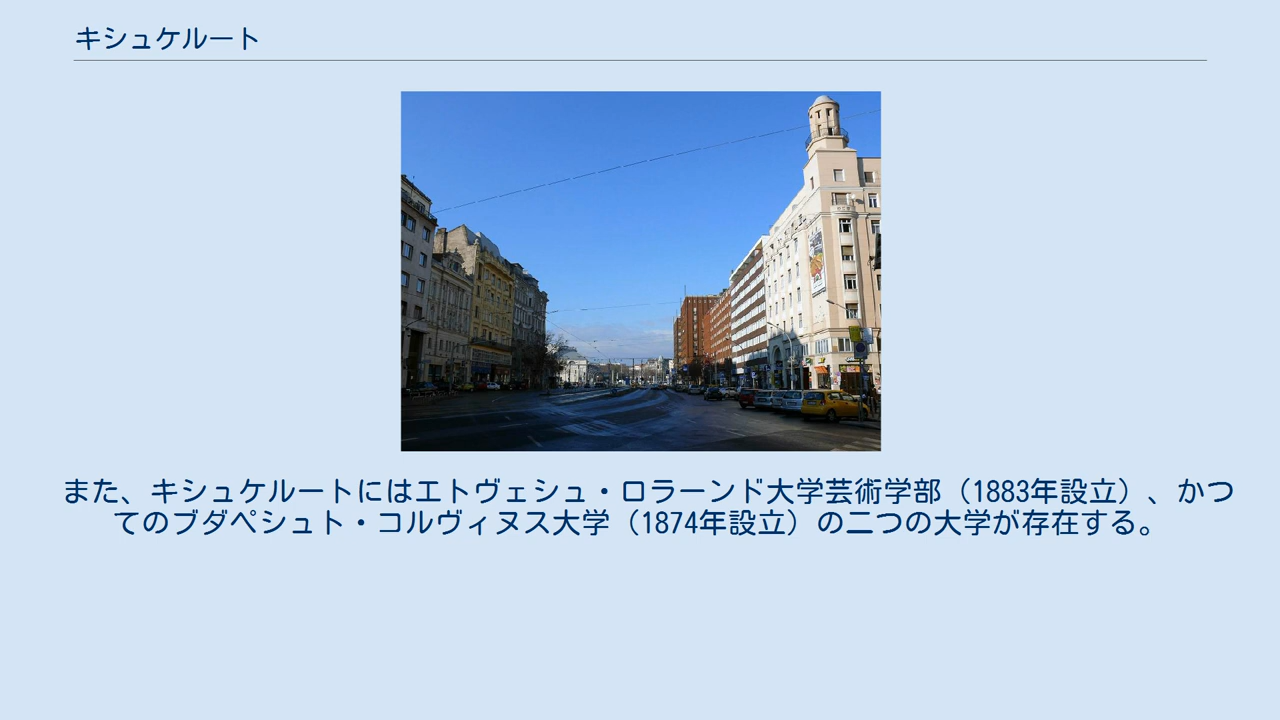 キシュケルート
また、キシュケルートにはエトヴェシュ・ロラーンド大学芸術学部（1883年設立）、かつ
てのブダペシュト・コルヴィヌス大学（1874年設立）の二つの大学が存在する。